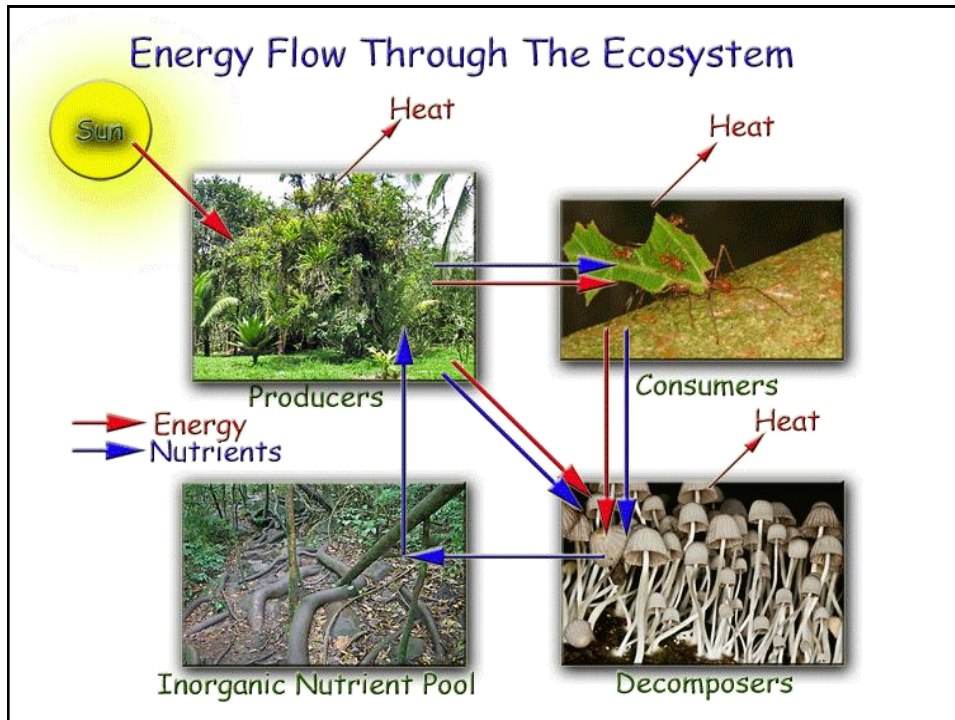 Energy Flow Through The Ecosystem
Sun
Heat
Heat
Producers
Consumers
Energy
Nutrients
Heat
Inorganic Nutrient Pool
Decomposers